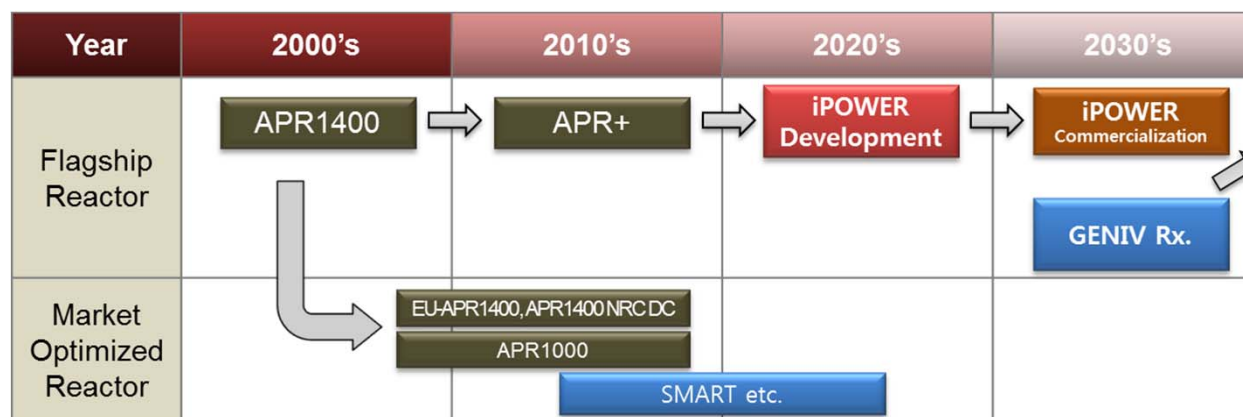 Year 2000's 2010's 2020's 2030's
Flagship
Reactor
APR1400
APR+
iPOWER
Development
iPOWER
Commercialization
GENIV Rx.
Market
Optimized
Reactor
EU-APR1400, APR1400 NRC DC
APR1000
SMART etc.